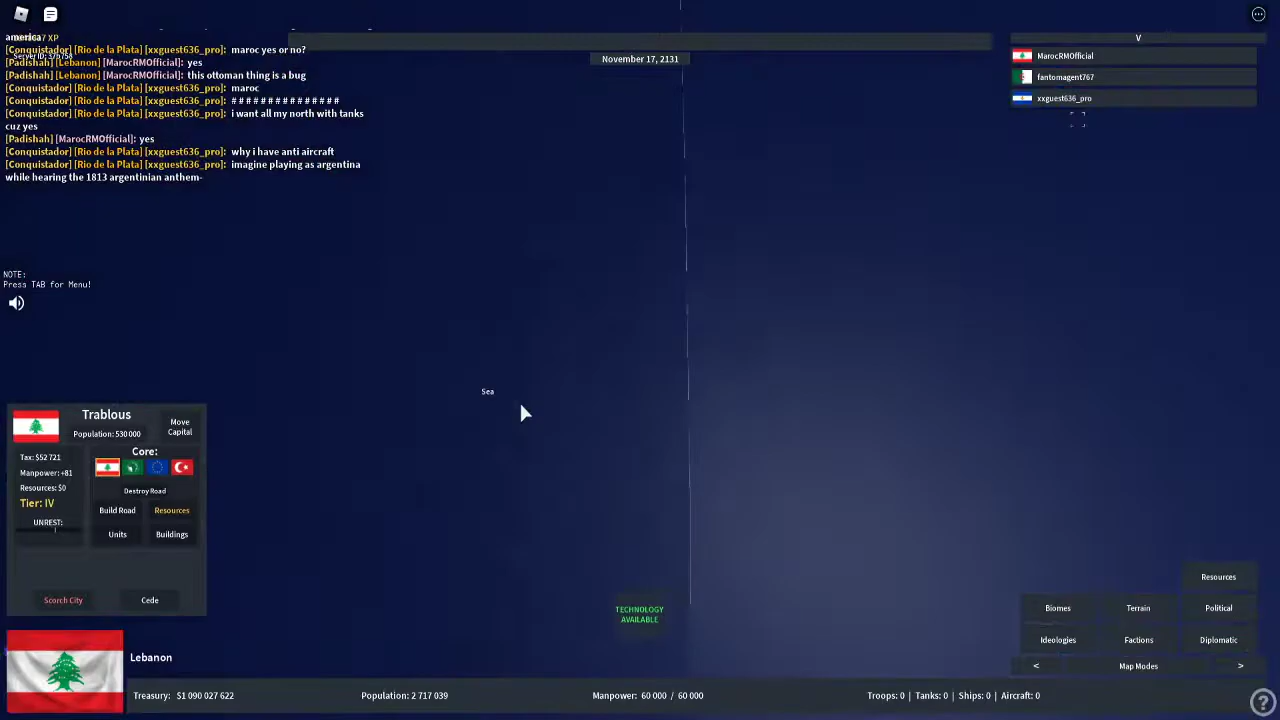 america
7 XP
[Conquistador] [Rio de la Plata] [xxguest636_pro]: maroc yes or no?
Server ID:
[Padishah] [Lebanon] [MarocRMOfficial]: yes
[Padishah] [Lebanon] [MarocRMOfficial]: this ottoman thing is a bug
[Conquistador] [Rio de la Plata] [xxguest636_pro]: maroc
[Conquistador] [Rio de la Plata] [xxguest636_pro]: # # # # # # # # # # # # # # #
[Conquistador] [Rio de la Plata] [xxguest636_pro]: i want all my north with tanks
cuz yes
[Padishah] [MarocRMOfficial]: yes
[Conquistador] [Rio de la Plata] [xxguest636_pro]: why i have anti aircraft
[Conquistador] [Rio de la Plata] [xxguest636_pro]: imagine playing as argentina
while hearing the 1813 argentinian anthem-
November 17, 2131
V
MarocRMOfficial
fantomagent767
xxguest636_pro
NOTE:
Press TAB for Menu!
Sea
Trablous
Population: 530 000
Move
Capital
Tax: $52 721
Manpower: +81
Resources: $0
Tier: IV
UNREST:
Core:
Destroy Road
Build Road
Resources
Units
Buildings
Scorch City
Cede
TECHNOLOGY
AVAILABLE
Resources
Biomes
Terrain
Political
Ideologies
Factions
Diplomatic
<
Map Modes
>
Lebanon
Treasury: $1 090 027 622
Population: 2 717 039
Manpower: 60 000 / 60 000
Troops: 0 | Tanks: 0 | Ships: 0 | Aircraft: 0
?